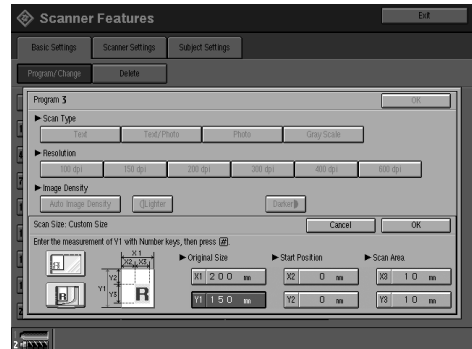 Scanner Features
Exit
Basic Settings Scanner Settings Subject Settings
Program/Change Delete
Program 3 OK
► Scan Type
Text Text/Photo Photo Gray Scale
► Resolution
100 dpi 150 dpi 200 dpi 300 dpi 400 dpi 600 dpi
► Image Density
Auto Image Density Lighter Darker
Scan Size: Custom Size Cancel OK
Enter the measurement of Y1 with Number keys, then press #.
► Original Size ► Start Position ► Scan Area
X1
X2 X3
Y2
Y1 Y3
R
R
R
X1 200 mm X2 0 mm X3 10 mm
Y1 150 mm Y2 0 mm Y3 10 mm
2